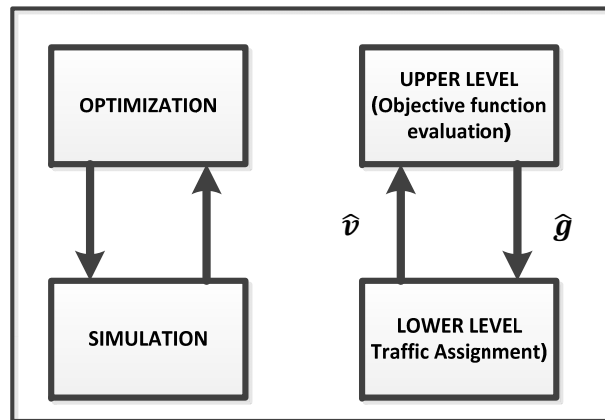 OPTIMIZATION
SIMULATION
UPPER LEVEL
(Objective function
evaluation)
v̂
ĝ
LOWER LEVEL
Traffic Assignment)